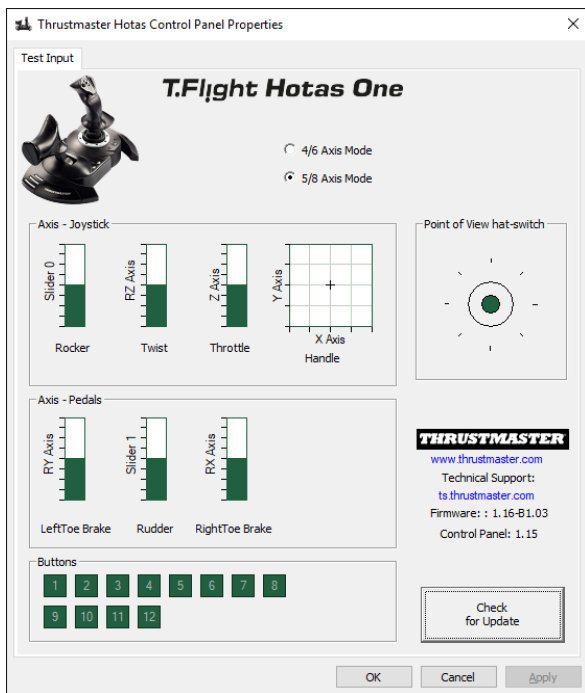 Thrustmaster Hotas Control Panel Properties
Test Input
T.Flight Hotas One
4/6 Axis Mode
5/8 Axis Mode
Axis - Joystick
Slider 0
RZ Axis
Z Axis
Y Axis
X Axis
Rocker
Twist
Throttle
Handle
Point of View hat-switch
Axis - Pedals
RY Axis
Slider 1
RX Axis
LeftToe Brake
Rudder
RightToe Brake
THRUSTMASTER
www.thrustmaster.com
Technical Support:
ts.thrustmaster.com
Firmware: : 1.16-B1.03
Control Panel: 1.15
Buttons
1 2 3 4 5 6 7 8
9 10 11 12
Check
for Update
OK Cancel Apply